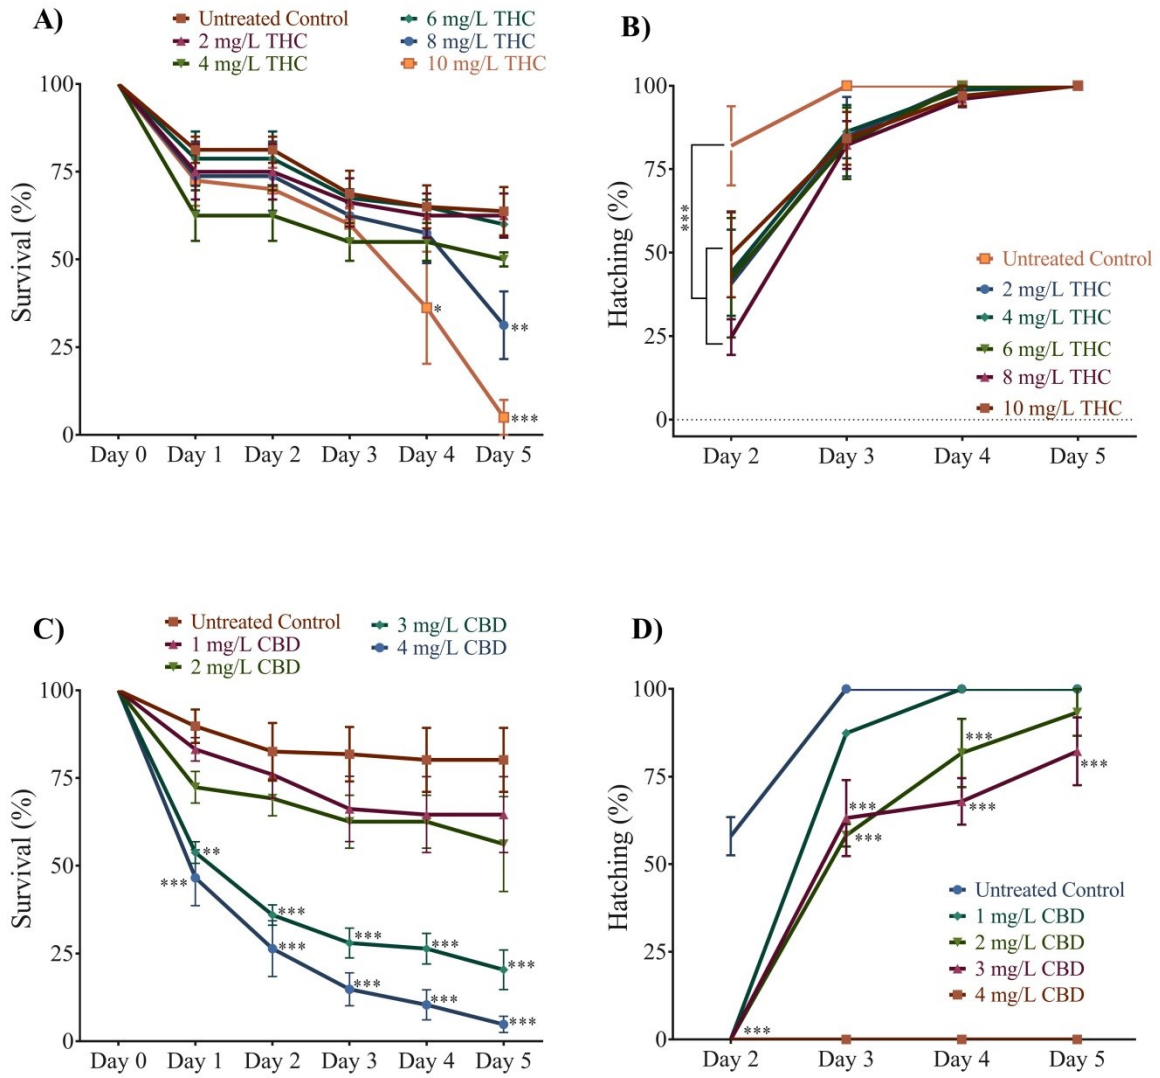 A)
Untreated Control
6 mg/L THC
2 mg/L THC
8 mg/L THC
4 mg/L THC
10 mg/L THC
Survival (%)
100
75
50
25
0
*
**
***
Day 0 Day 1 Day 2 Day 3 Day 4 Day 5
B)
Hatching (%)
100
75
50
25
0
***
Untreated Control
2 mg/L THC
4 mg/L THC
6 mg/L THC
8 mg/L THC
10 mg/L THC
Day 2 Day 3 Day 4 Day 5
C)
Untreated Control
3 mg/L CBD
1 mg/L CBD
4 mg/L CBD
2 mg/L CBD
Survival (%)
100
75
50
25
0
**
***
***
***
***
***
***
***
***
***
Day 0 Day 1 Day 2 Day 3 Day 4 Day 5
D)
Hatching (%)
100
75
50
25
0
***
***
***
***
***
***
Untreated Control
1 mg/L CBD
2 mg/L CBD
3 mg/L CBD
4 mg/L CBD
Day 2 Day 3 Day 4 Day 5